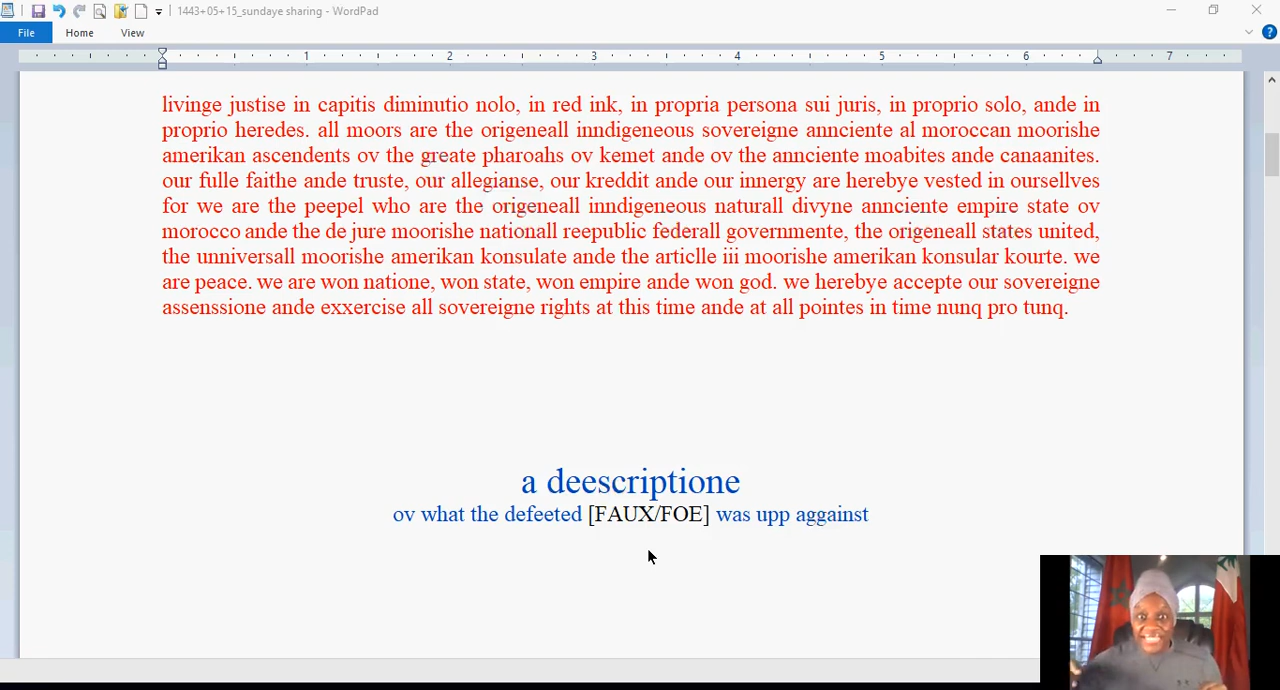 1443+05+15_sundaye sharing - WordPad
File Home View
1 2 3 4 5 6 7
livinge justise in capitis diminutio nolo, in red ink, in propria persona sui juris, in proprio solo, ande in
proprio heredes. all moors are the origeneall inndigeneous sovereigne annciente al moroccan moorishe
amerikan ascendents ov the greate pharoahs ov kemet ande ov the annciente moabites ande canaanites.
our fulle faithe ande truste, our allegianse, our kreddit ande our innergy are herebye vested in oursellves
for we are the peepel who are the origeneall inndigeneous naturall divyne annciente empire state ov
morocco ande the de jure moorishe nationall reepublic federall governmente, the origeneall states united,
the unniversall moorishe amerikan konsulate ande the articlle iii moorishe amerikan konsular kourte. we
are peace. we are won natione, won state, won empire ande won god. we herebye accepte our sovereigne
assenssione ande exxercise all sovereigne rights at this time ande at all pointes in time nunq pro tunq.
a deescriptione
ov what the defeeted [FAUX/FOE] was upp aggainst